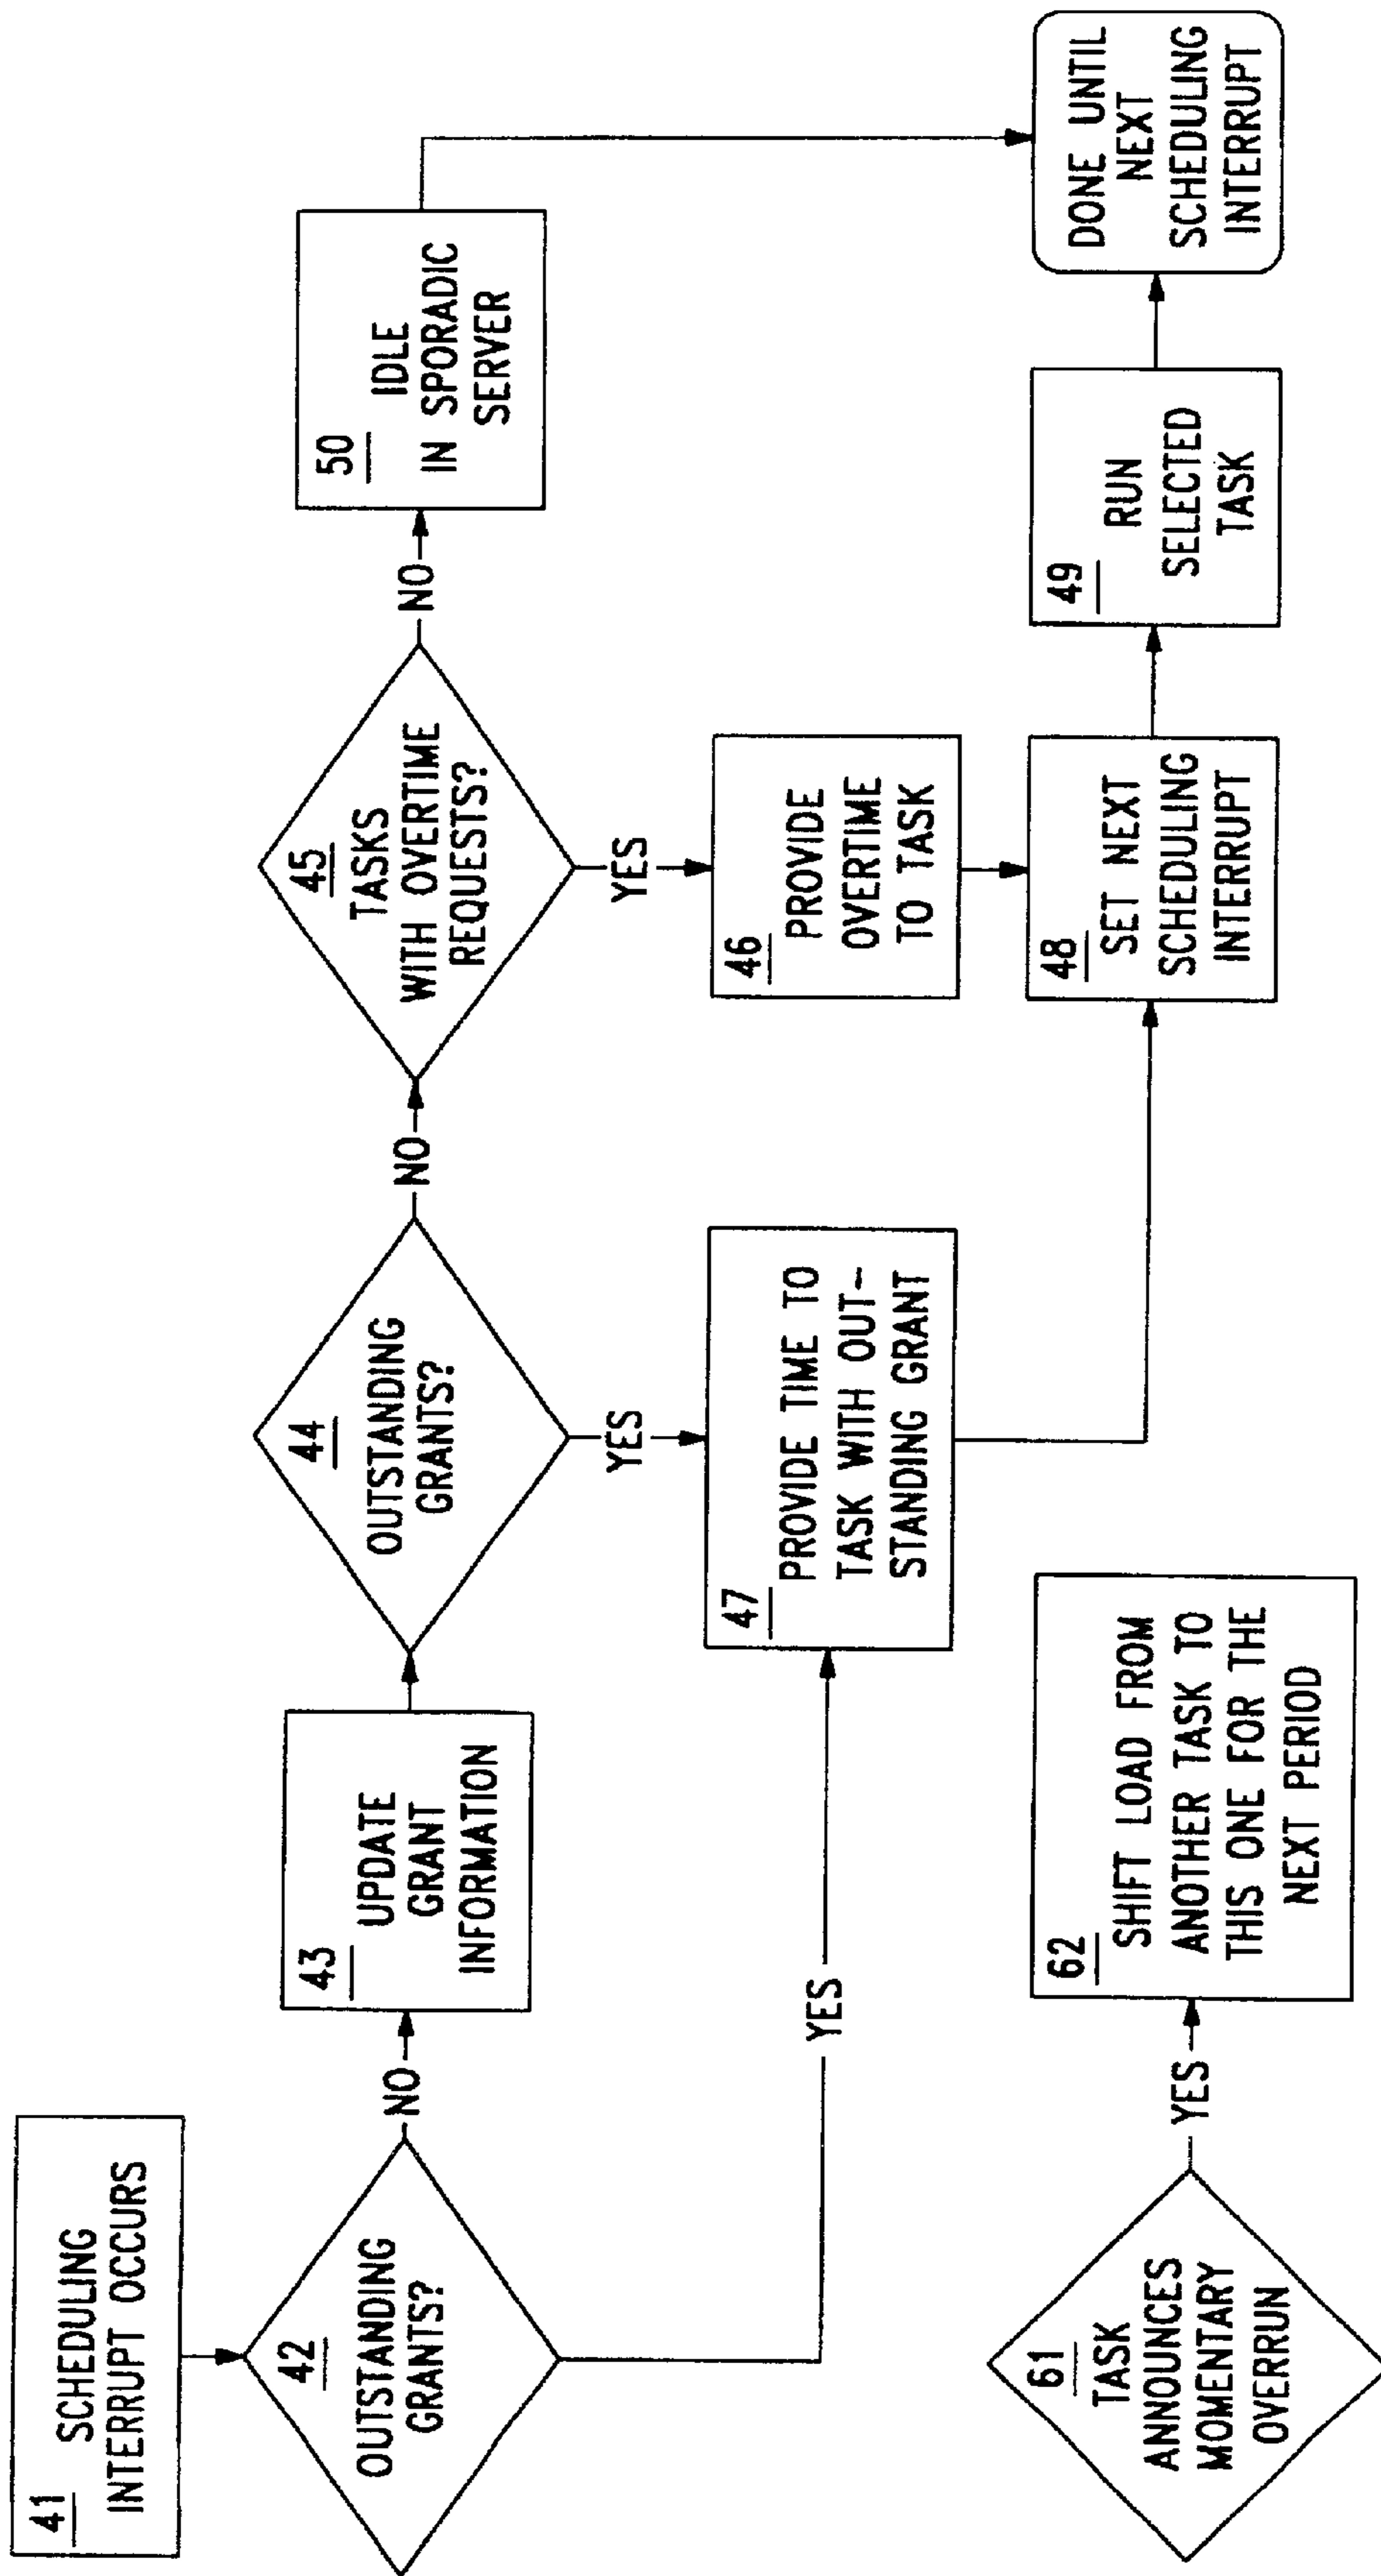 41
SCHEDULING
INTERRUPT OCCURS
42
OUTSTANDING
GRANTS?
NO
YES
43
UPDATE
GRANT
INFORMATION
44
OUTSTANDING
GRANTS?
NO
YES
45
TASKS
WITH OVERTIME
REQUESTS?
NO
YES
50
IDLE
IN SPORADIC
SERVER
47
PROVIDE TIME TO
TASK WITH OUT-
STANDING GRANT
46
PROVIDE
OVERTIME
TO TASK
48
SET NEXT
SCHEDULING
INTERRUPT
49
RUN
SELECTED
TASK
DONE UNTIL
NEXT
SCHEDULING
INTERRUPT
61
TASK
ANNOUNCES
MOMENTARY
OVERRUN
YES
62
SHIFT LOAD FROM
ANOTHER TASK TO
THIS ONE FOR THE
NEXT PERIOD